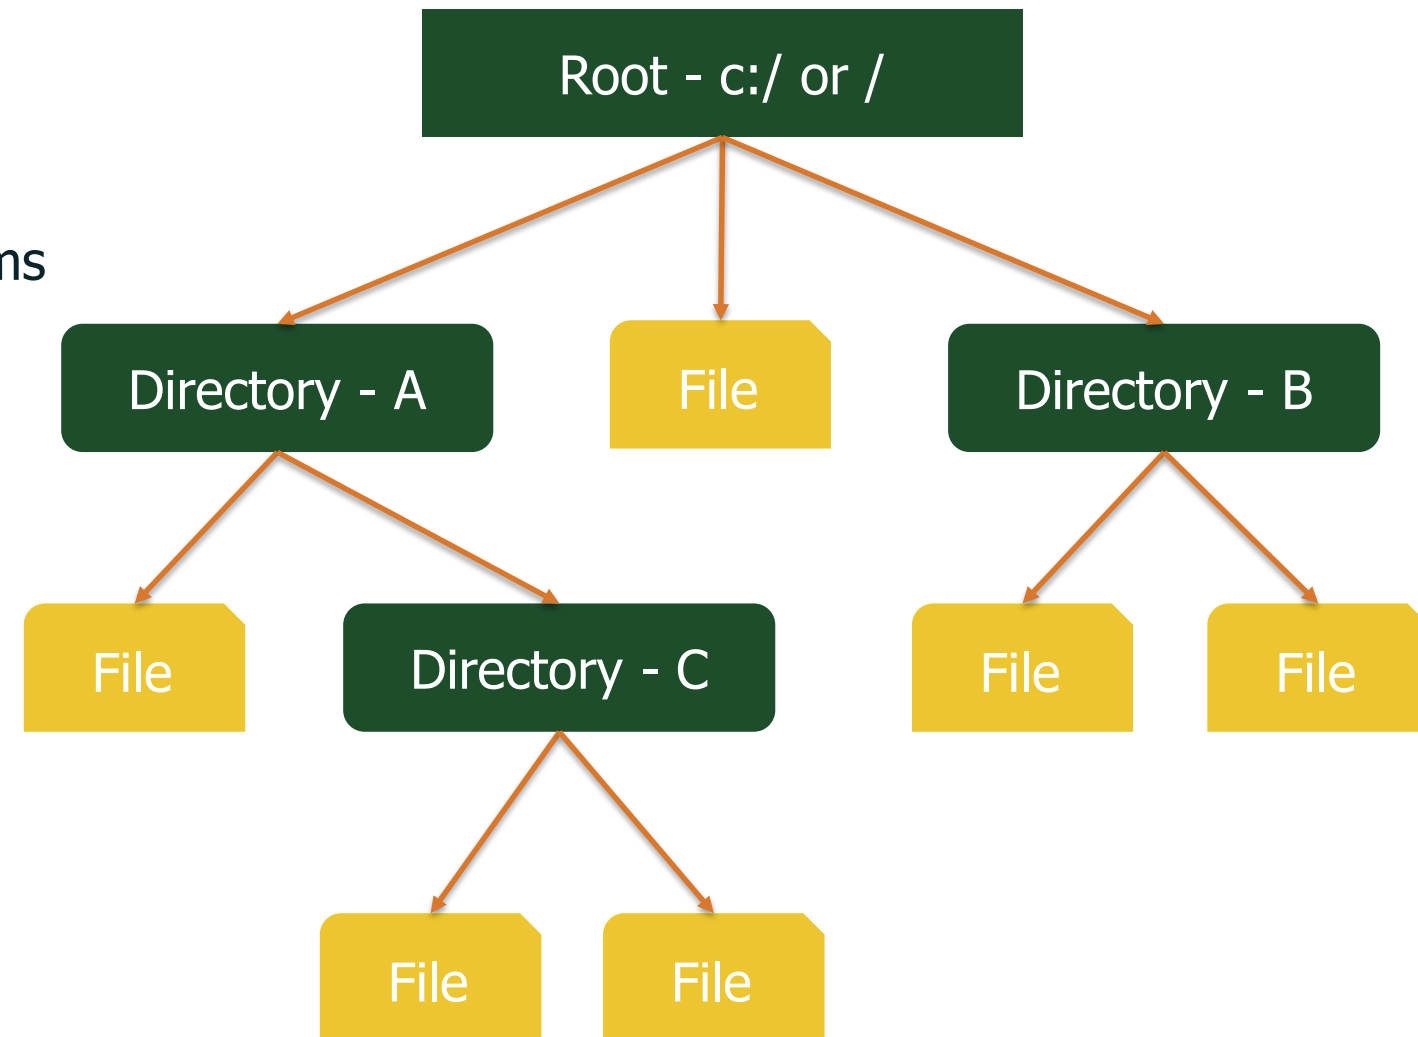 Root - c:/ or /
Directory - A
File
Directory - B
File
Directory - C
File
File
File
File